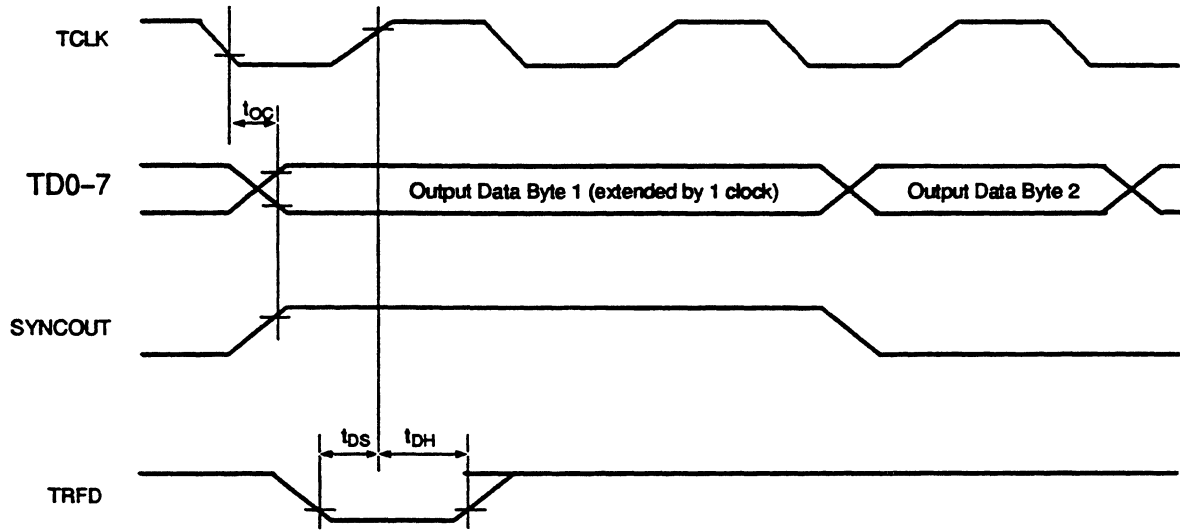 TCLK
tOC
TD0–7
Output Data Byte 1 (extended by 1 clock)
Output Data Byte 2
SYNCOUT
tDS
tDH
TRFD